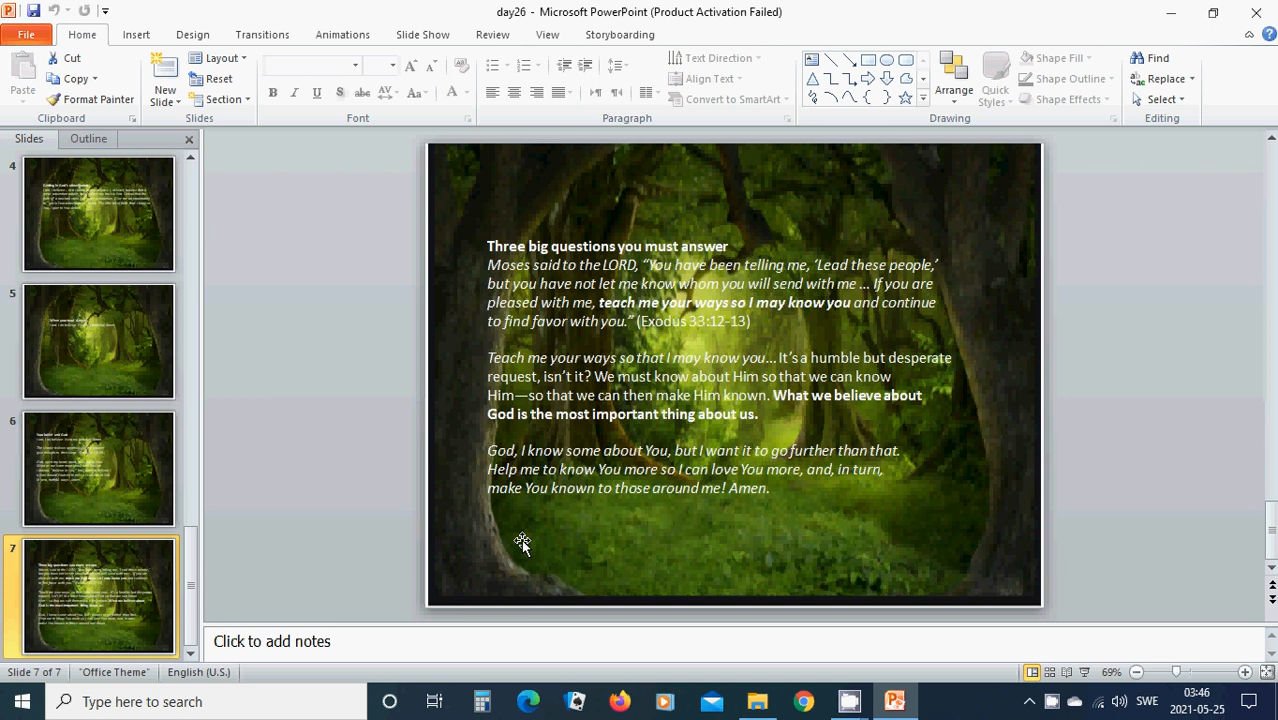 day26 - Microsoft PowerPoint (Product Activation Failed)
File Home Insert Design Transitions Animations Slide Show Review View Storyboarding
Paste
Cut
Copy
Format Painter
Clipboard
New Slide
Layout
Reset
Section
Slides
Font
Text Direction
Align Text
Convert to SmartArt
Paragraph
Arrange
Quick Styles
Shape Fill
Shape Outline
Shape Effects
Drawing
Find
Replace
Select
Editing
Slides Outline
4
5
6
7
Three big questions you must answer
Moses said to the LORD, “You have been telling me, ‘Lead these people,’
but you have not let me know whom you will send with me ... If you are
pleased with me, teach me your ways so I may know you and continue
to find favor with you.” (Exodus 33:12-13)
Teach me your ways so that I may know you... It’s a humble but desperate
request, isn’t it? We must know about Him so that we can know
Him—so that we can then make Him known. What we believe about
God is the most important thing about us.
God, I know some about You, but I want it to go further than that.
Help me to know You more so I can love You more, and, in turn,
make You known to those around me! Amen.
Click to add notes
Slide 7 of 7 "Office Theme" English (U.S.) 69%
Type here to search
SWE
03:46
2021-05-25